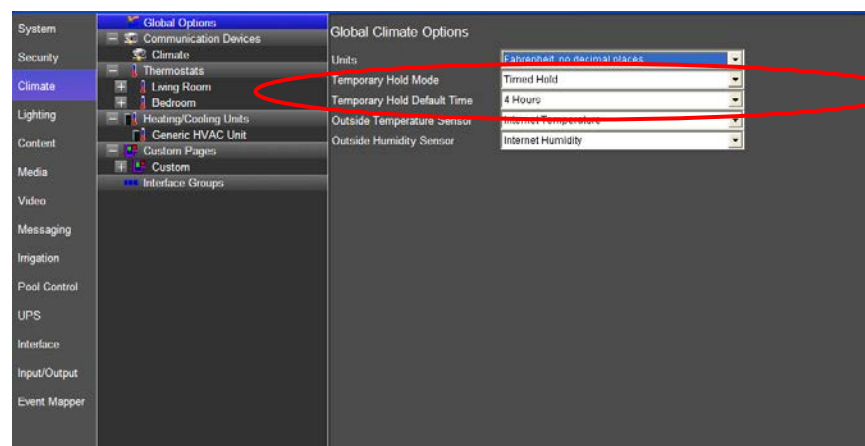 System
Security
Climate
Lighting
Content
Media
Video
Messaging
Irrigation
Pool Control
UPS
Interface
Input/Output
Event Mapper
Global Options
Communication Devices
Climate
Thermostats
Living Room
Bedroom
Heating/Cooling Units
Generic HVAC Unit
Custom Pages
Custom
Interface Groups
Global Climate Options
Units Fahrenheit, no decimal places
Temporary Hold Mode Timed Hold
Temporary Hold Default Time 4 Hours
Outside Temperature Sensor Internet Temperature
Outside Humidity Sensor Internet Humidity